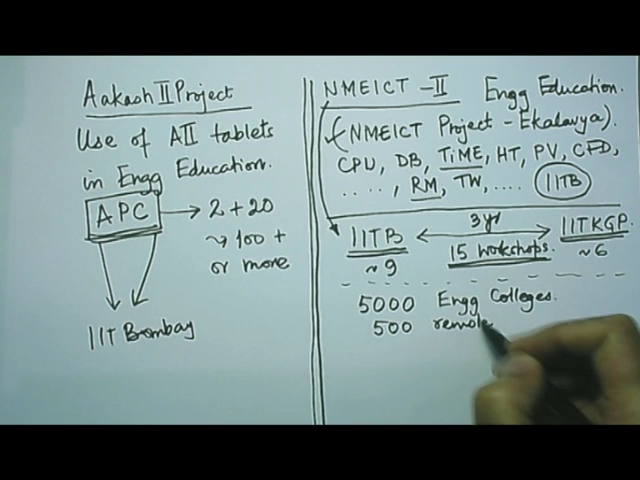 Aakash II Project
Use of AII tablets
in Engg Education.
APC → 2 + 20
↝ 100 +
or more
IIT Bombay
NMEICT - II Engg Education.
(NMEICT Project - Ekalavya).
CPU, DB, TiME, HT, PV, CFD,
....., RM, TW, .... IITB
IITB 3yr IITKGP
~9 15 workshops. ~6
5000 Engg Colleges.
500 remote